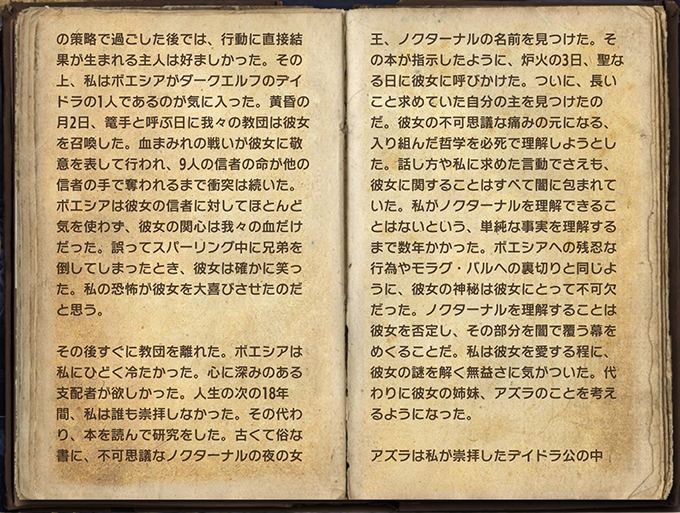 の策略で過ごした後では、行動に直接結
果が生まれる主人は好ましかった。その
上、私はボエシアがダークエルフのデイ
ドラの1人であるのが気に入った。黄昏の
月2日、篭手と呼ぶ日に我々の教団は彼女
を召喚した。血まみれの戦いが彼女に敬
意を表して行われ、9人の信者の命が他の
信者の手で奪われるまで衝突は続いた。
ボエシアは彼女の信者に対してほとんど
気を使わず、彼女の関心は我々の血だけ
だった。誤ってスパーリング中に兄弟を
倒してしまったとき、彼女は確かに笑っ
た。私の恐怖が彼女を大喜びさせたのだ
と思う。

その後すぐに教団を離れた。ボエシアは
私にひどく冷たかった。心に深みのある
支配者が欲しかった。人生の次の18年
間、私は誰も崇拝しなかった。その代わ
り、本を読んで研究をした。古くて俗な
書に、不可思議なノクターナルの夜の女
王、ノクターナルの名前を見つけた。そ
の本が指示したように、炉火の3日、聖な
る日に彼女に呼びかけた。ついに、長い
こと求めていた自分の主を見つけたの
だ。彼女の不可思議な痛みの元になる、
入り組んだ哲学を必死で理解しようとし
た。話し方や私に求めた言動でさえも、
彼女に関することはすべて闇に包まれて
いた。私がノクターナルを理解できるこ
とはないという、単純な事実を理解する
まで数年かかった。ボエシアへの残忍な
行為やモラグ・バルへの裏切りと同じよ
うに、彼女の神秘は彼女にとって不可欠
だった。ノクターナルを理解することは
彼女を否定し、その部分を闇で覆う幕を
めくることだ。私は彼女を愛する程に、
彼女の謎を解く無益さに気がついた。代
わりに彼女の姉妹、アズラのことを考え
るようになった。

アズラは私が崇拝したデイドラ公の中